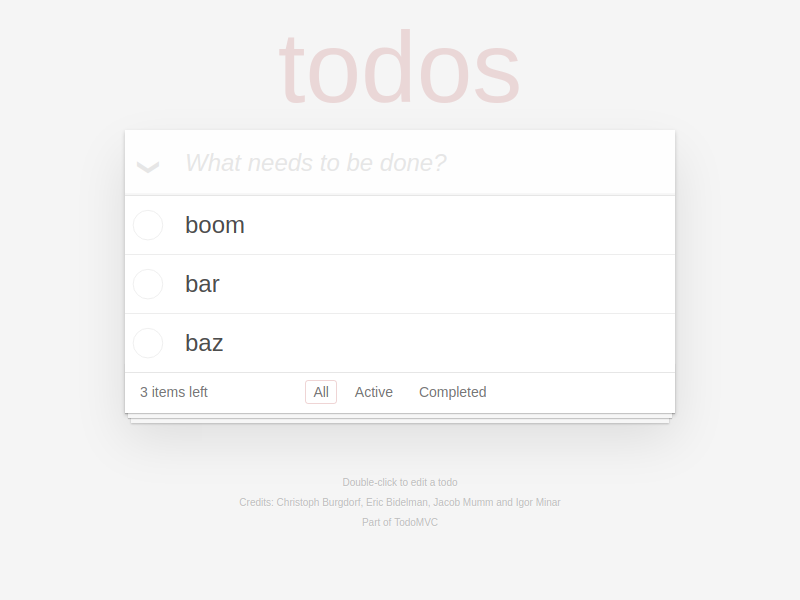 todos
What needs to be done?
boom
bar
baz
3 items left All Active Completed
Double-click to edit a todo
Credits: Christoph Burgdorf, Eric Bidelman, Jacob Mumm and Igor Minar
Part of TodoMVC